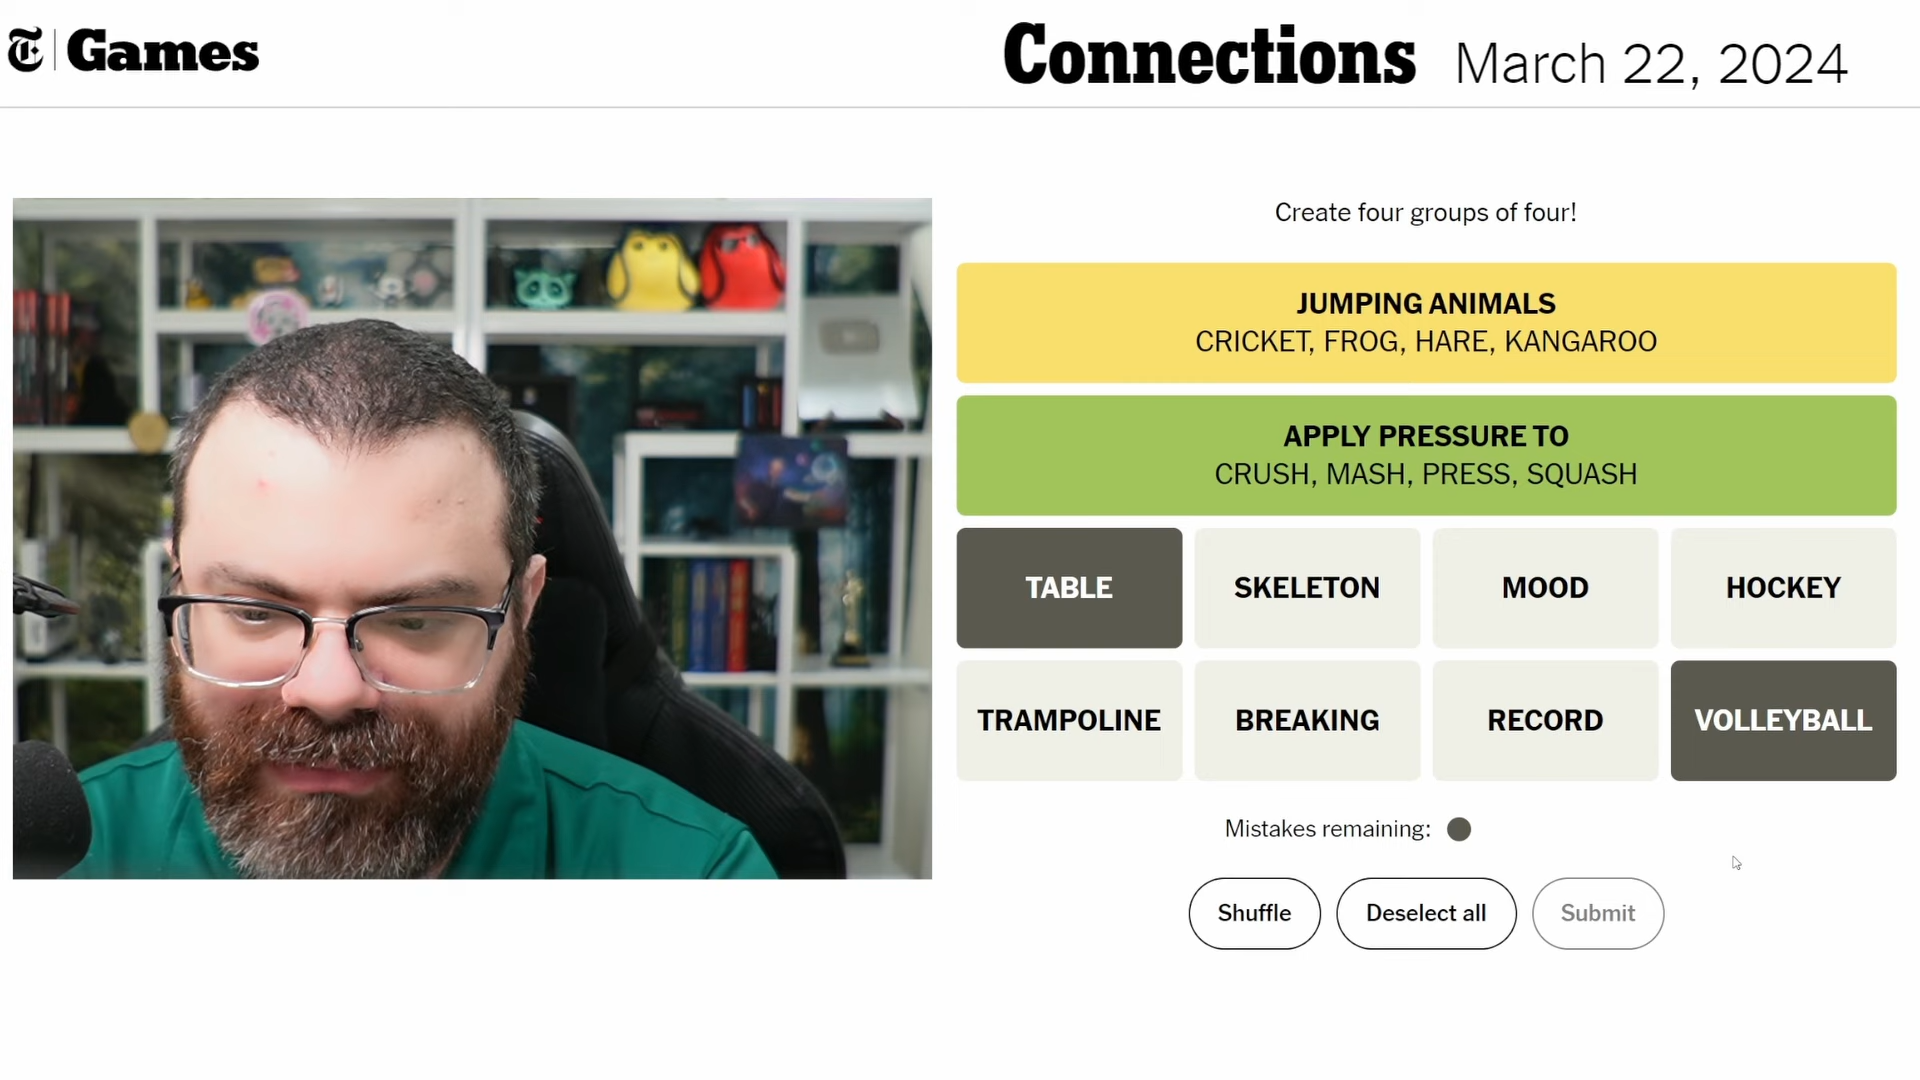 Games
Connections March 22, 2024
Create four groups of four!
JUMPING ANIMALS
CRICKET, FROG, HARE, KANGAROO
APPLY PRESSURE TO
CRUSH, MASH, PRESS, SQUASH
TABLE SKELETON MOOD HOCKEY
TRAMPOLINE BREAKING RECORD VOLLEYBALL
Mistakes remaining:
Shuffle Deselect all Submit